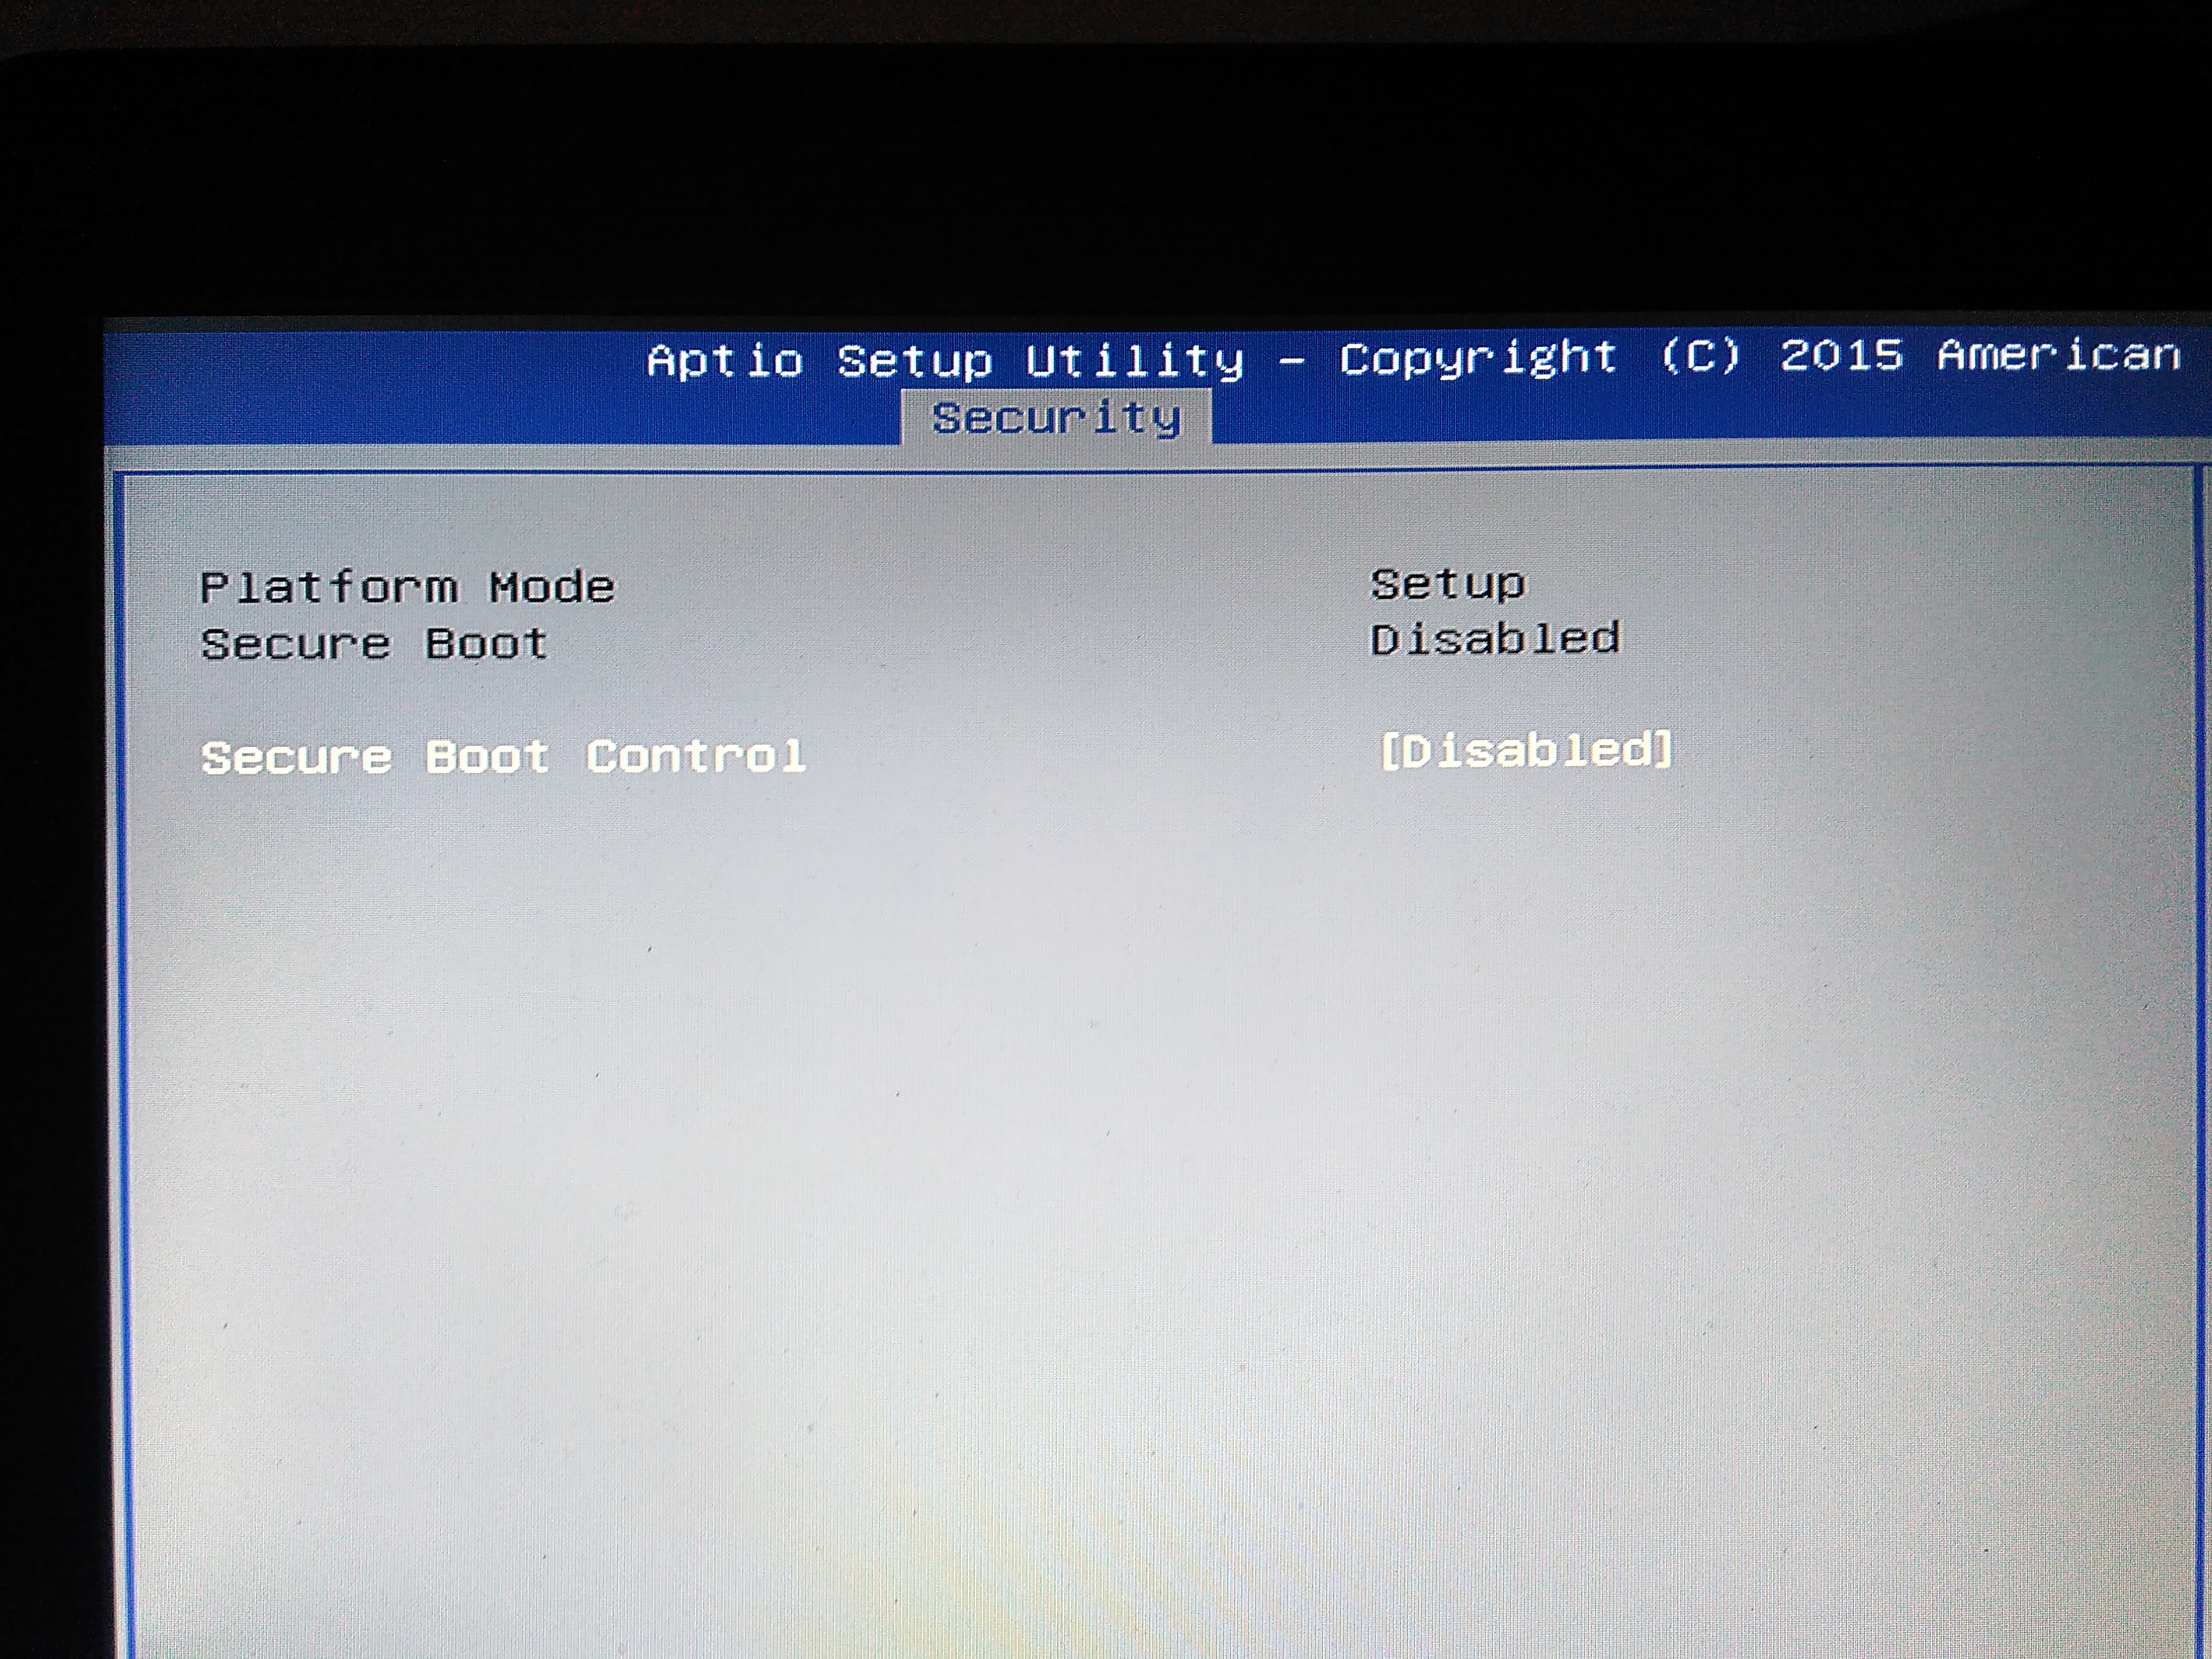 Aptio Setup Utility - Copyright (C) 2015 American
Security
Platform Mode Setup
Secure Boot Disabled
Secure Boot Control [Disabled]